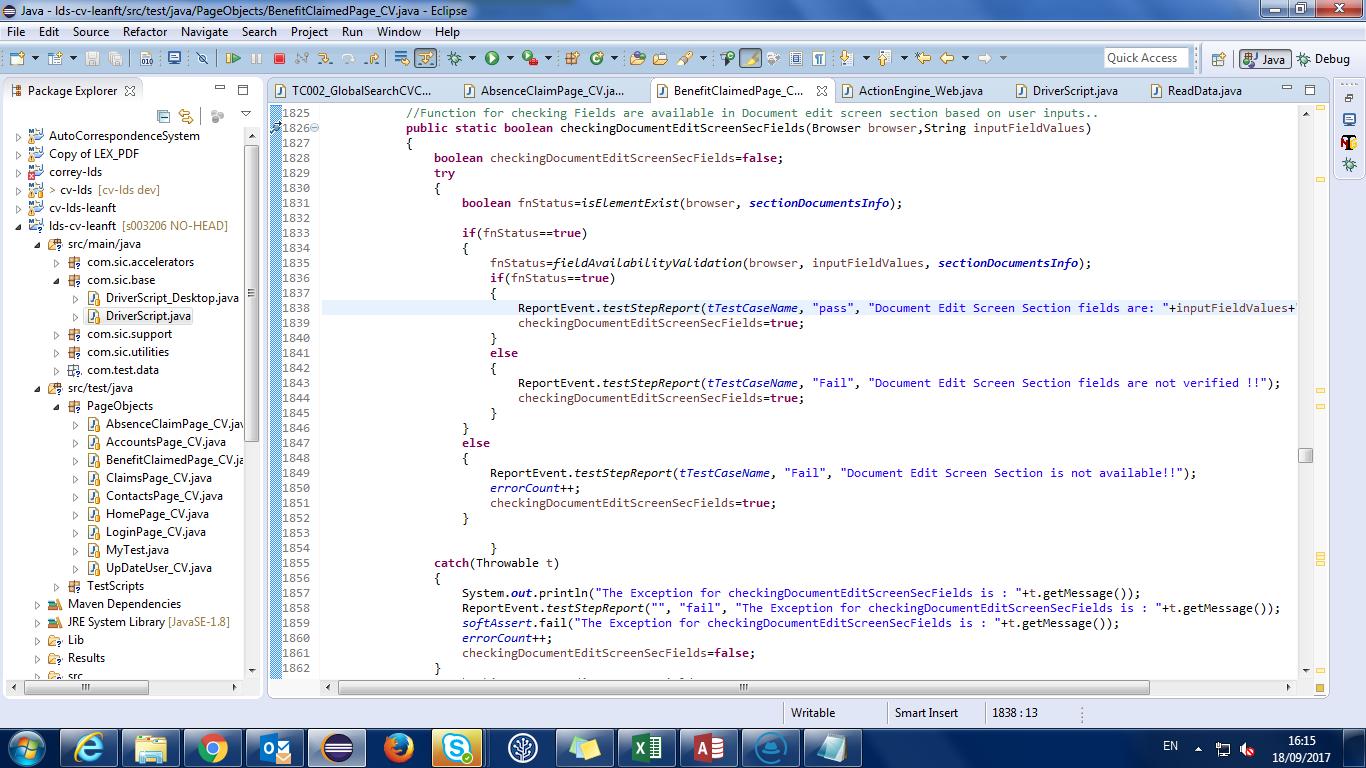 Java - lds-cv-leanft/src/test/java/PageObjects/BenefitClaimedPage_CV.java - Eclipse
File Edit Source Refactor Navigate Search Project Run Window Help
Quick Access Java Debug
Package Explorer
AutoCorrespondenceSystem
Copy of LEX_PDF
correy-lds
> cv-lds [cv-lds dev]
cv-lds-leanft
lds-cv-leanft [s003206 NO-HEAD]
src/main/java
com.sic.accelerators
com.sic.base
DriverScript_Desktop.java
DriverScript.java
com.sic.support
com.sic.utilities
com.test.data
src/test/java
PageObjects
AbsenceClaimPage_CV.jav
AccountsPage_CV.java
BenefitClaimedPage_CV.ja
ClaimsPage_CV.java
ContactsPage_CV.java
HomePage_CV.java
LoginPage_CV.java
MyTest.java
UpDateUser_CV.java
TestScripts
Maven Dependencies
JRE System Library [JavaSE-1.8]
Lib
Results
src
TC002_GlobalSearchCVC... AbsenceClaimPage_CV.ja... BenefitClaimedPage_C... ActionEngine_Web.java DriverScript.java ReadData.java
1825 //Function for checking Fields are available in Document edit screen section based on user inputs..
1826 public static boolean checkingDocumentEditScreenSecFields(Browser browser,String inputFieldValues)
1827 {
1828 boolean checkingDocumentEditScreenSecFields=false;
1829 try
1830 {
1831 boolean fnStatus=isElementExist(browser, sectionDocumentsInfo);
1832
1833 if(fnStatus==true)
1834 {
1835 fnStatus=fieldAvailabilityValidation(browser, inputFieldValues, sectionDocumentsInfo);
1836 if(fnStatus==true)
1837 {
1838 ReportEvent.testStepReport(tTestCaseName, "pass", "Document Edit Screen Section fields are: "+inputFieldValues+"
1839 checkingDocumentEditScreenSecFields=true;
1840 }
1841 else
1842 {
1843 ReportEvent.testStepReport(tTestCaseName, "Fail", "Document Edit Screen Section fields are not verified !!");
1844 checkingDocumentEditScreenSecFields=true;
1845 }
1846 }
1847 else
1848 {
1849 ReportEvent.testStepReport(tTestCaseName, "Fail", "Document Edit Screen Section is not available!!");
1850 errorCount++;
1851 checkingDocumentEditScreenSecFields=true;
1852 }
1853
1854 }
1855 catch(Throwable t)
1856 {
1857 System.out.println("The Exception for checkingDocumentEditScreenSecFields is : "+t.getMessage());
1858 ReportEvent.testStepReport("", "fail", "The Exception for checkingDocumentEditScreenSecFields is : "+t.getMessage());
1859 softAssert.fail("The Exception for checkingDocumentEditScreenSecFields is : "+t.getMessage());
1860 errorCount++;
1861 checkingDocumentEditScreenSecFields=false;
1862 }
Writable Smart Insert 1838 : 13
EN 16:15
18/09/2017